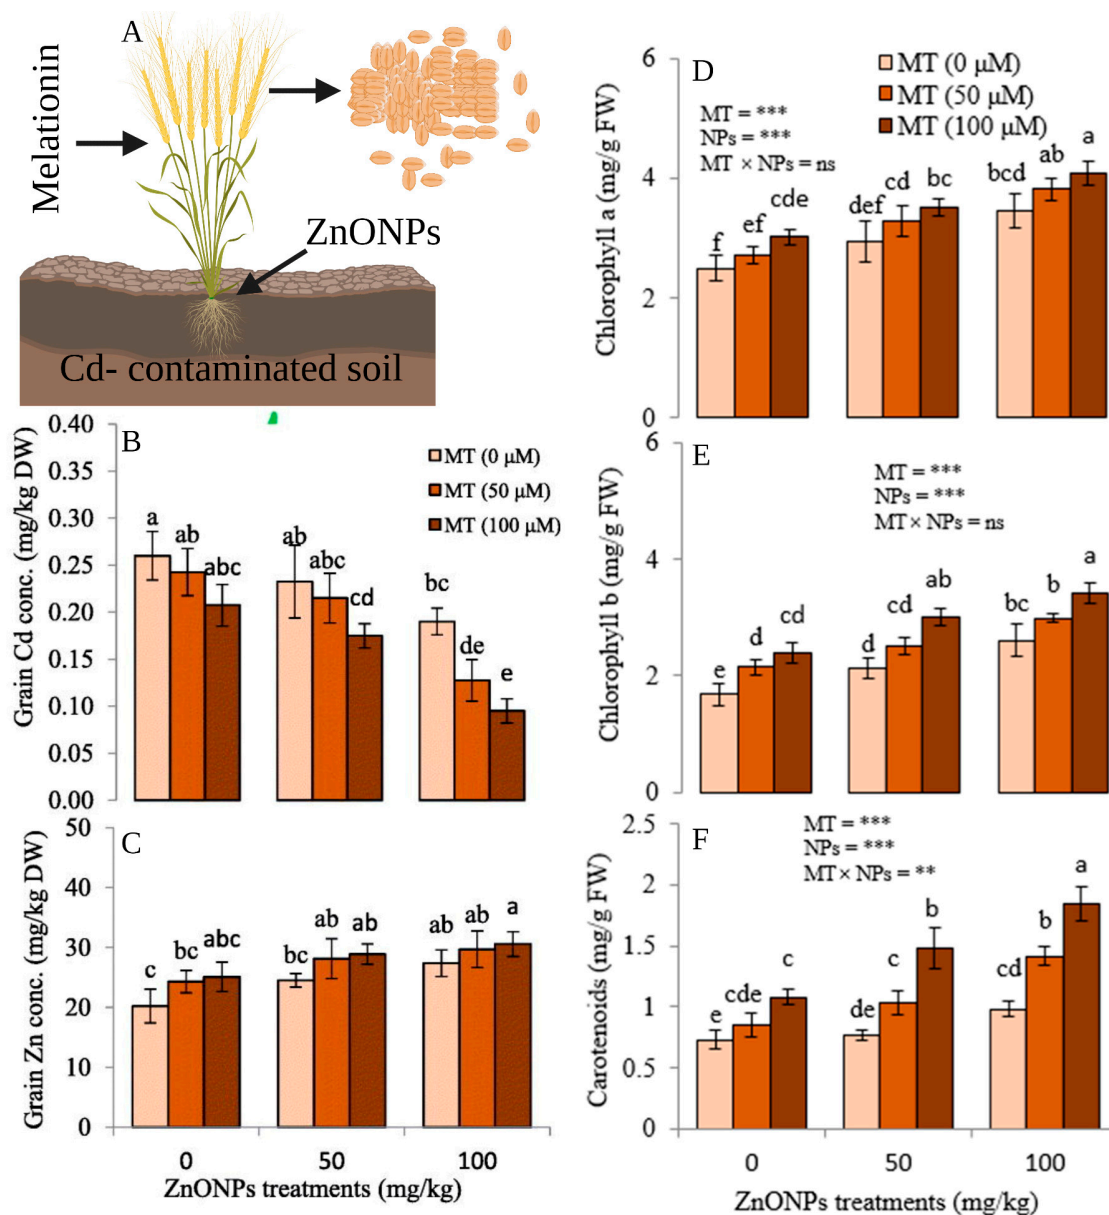 A
Melationin
ZnONPs
Cd- contaminated soil
B
Grain Cd conc. (mg/kg DW)
0.40
0.35
0.30
0.25
0.20
0.15
0.10
0.05
0.00
MT (0 μM)
MT (50 μM)
MT (100 μM)
a
ab
abc
ab
abc
cd
bc
de
e
C
Grain Zn conc. (mg/kg DW)
50
40
30
20
10
0
c
bc
abc
bc
ab
ab
ab
ab
a
0
50
100
ZnONPs treatments (mg/kg)
D
Chlorophyll a (mg/g FW)
6
4
2
0
MT (0 μM)
MT (50 μM)
MT (100 μM)
MT = ***
NPs = ***
MT × NPs = ns
f
ef
cde
def
cd
bc
bcd
ab
a
E
Chlorophyll b (mg/g FW)
6
4
2
0
MT = ***
NPs = ***
MT × NPs = ns
e
d
cd
d
cd
ab
bc
b
a
F
Carotenoids (mg/g FW)
2.5
2
1.5
1
0.5
0
MT = ***
NPs = ***
MT × NPs = **
e
cde
c
de
c
b
cd
b
a
0
50
100
ZnONPs treatments (mg/kg)